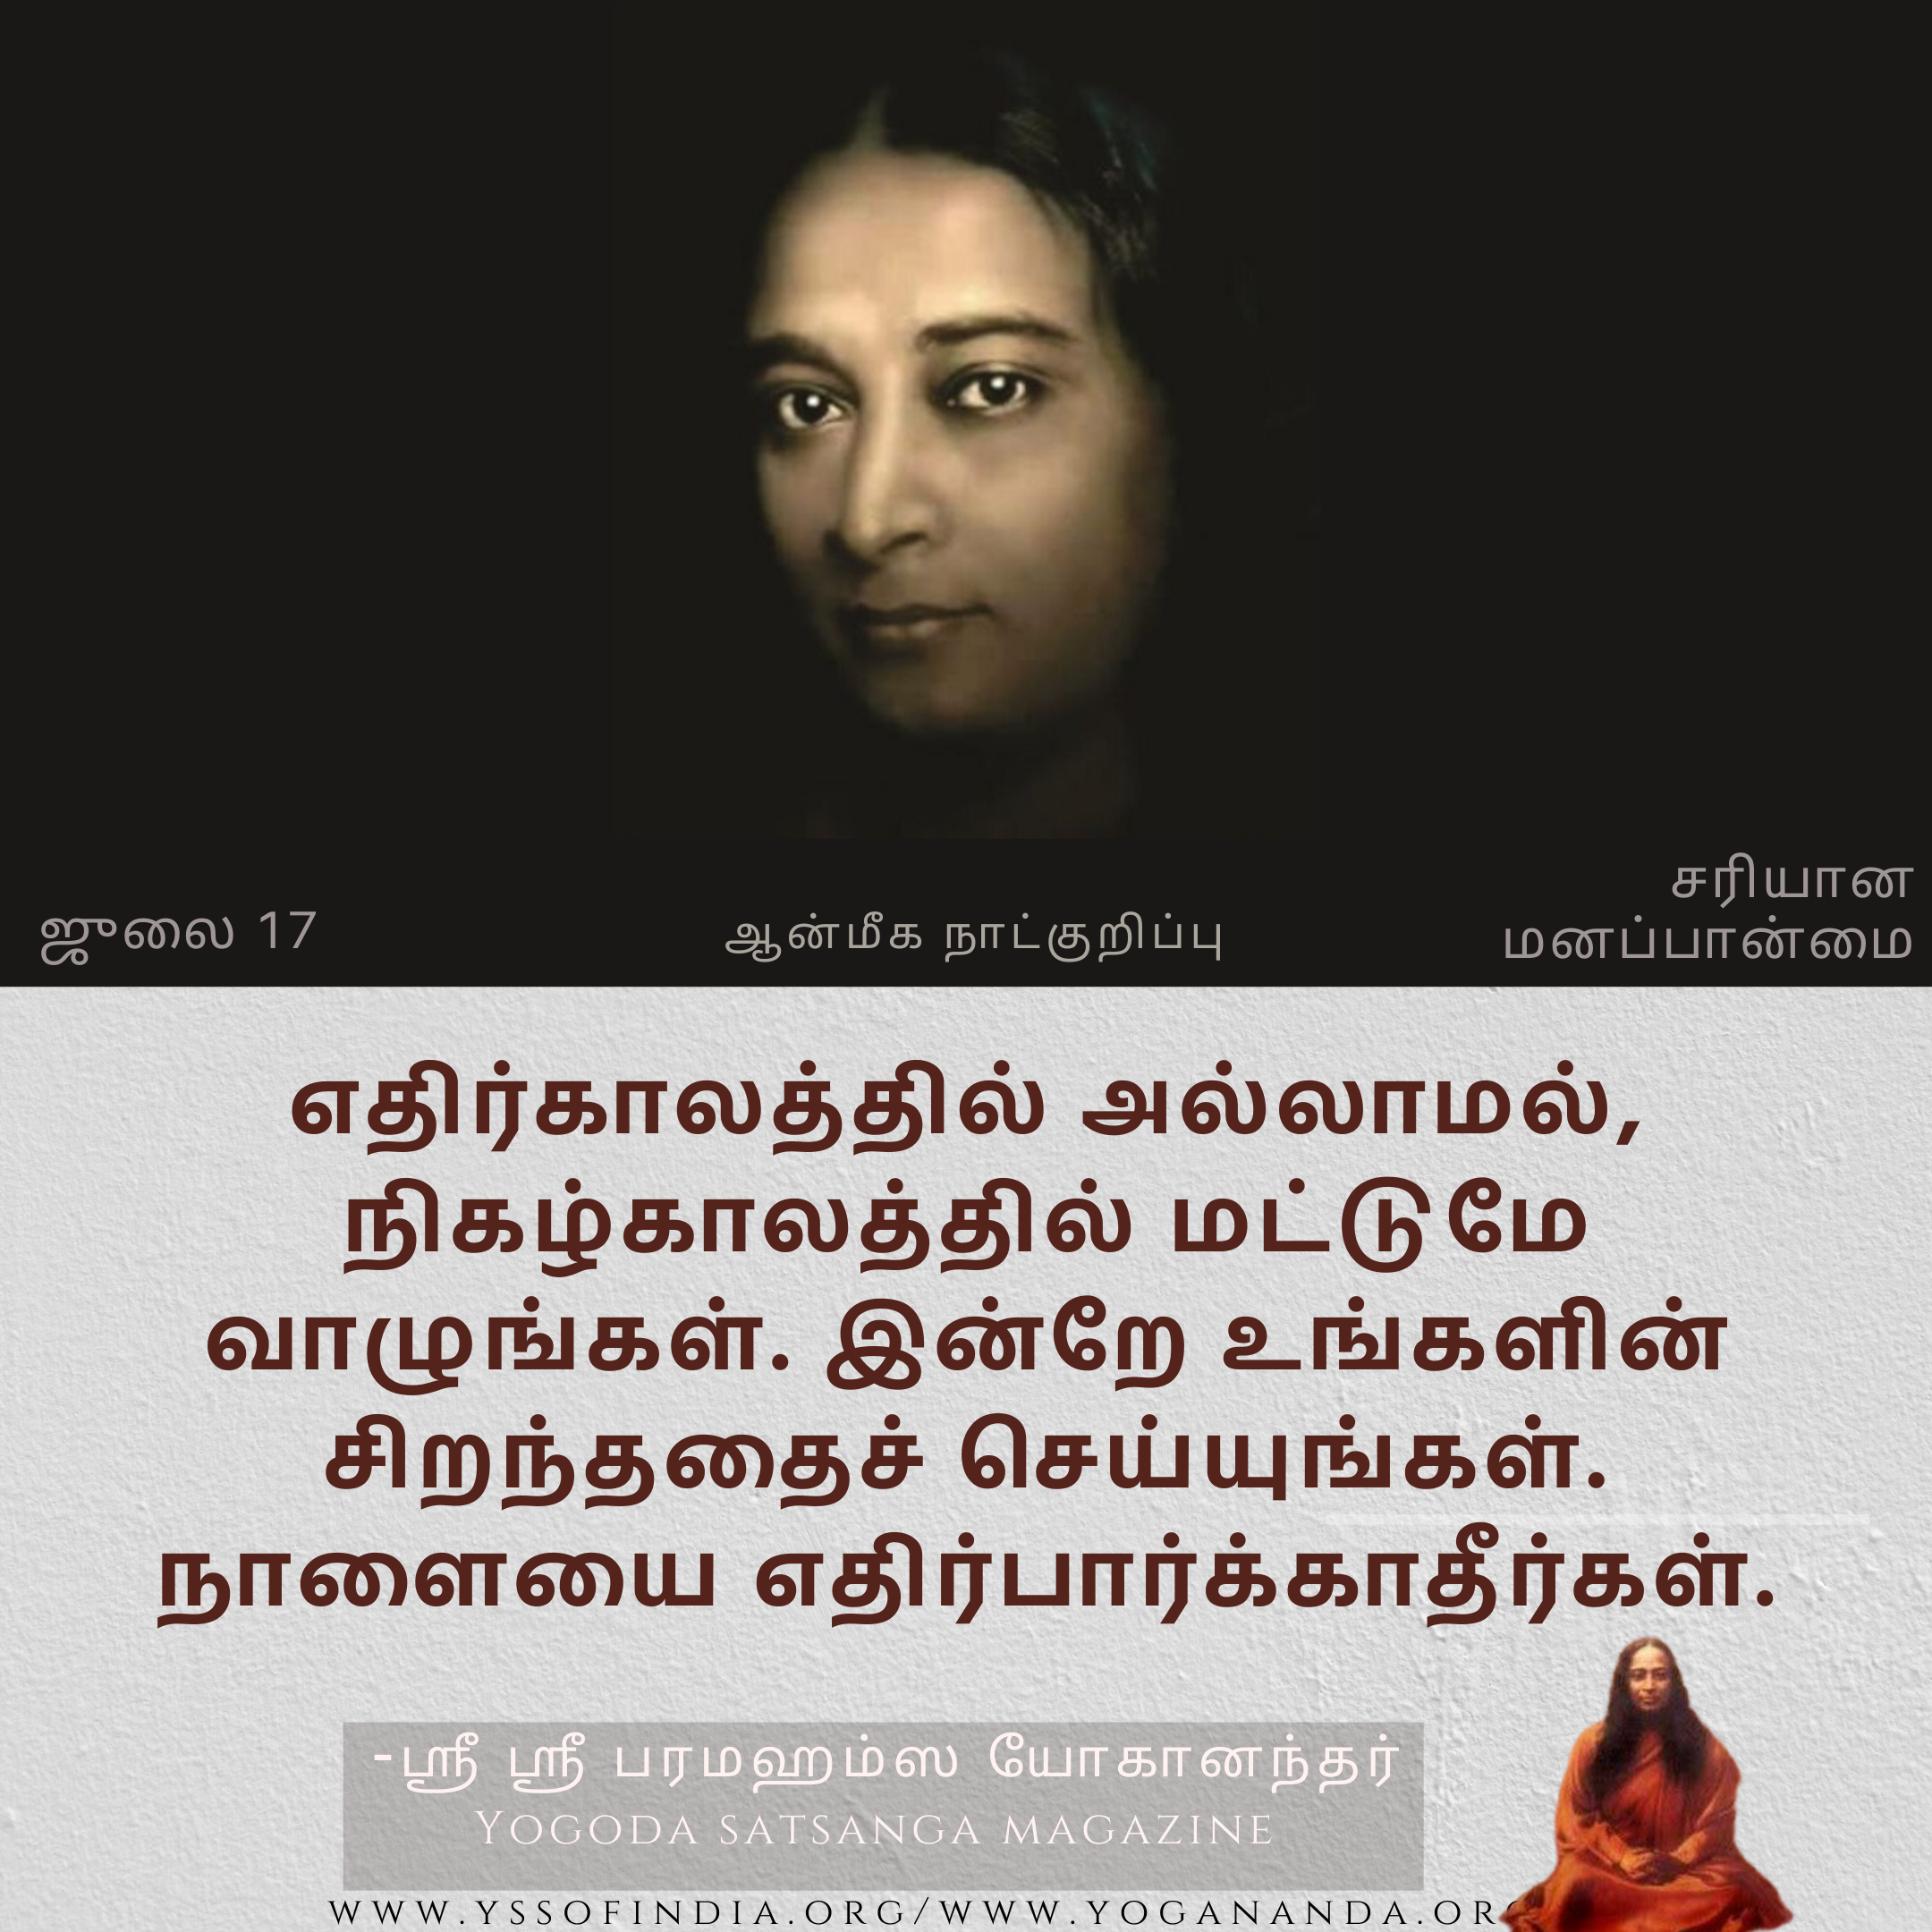 ஜுலை 17
ஆன்மீக நாட்குறிப்பு
சரியான
மனப்பான்மை
எதிர்காலத்தில் அல்லாமல்,
நிகழ்காலத்தில் மட்டுமே
வாழுங்கள். இன்றே உங்களின்
சிறந்ததைச் செய்யுங்கள்.
நாளையை எதிர்பார்க்காதீர்கள்.
-ஸ்ரீ ஸ்ரீ பரமஹம்ஸ யோகானந்தர்
Yogoda satsanga magazine
www.yssofindia.org/www.yogananda.org